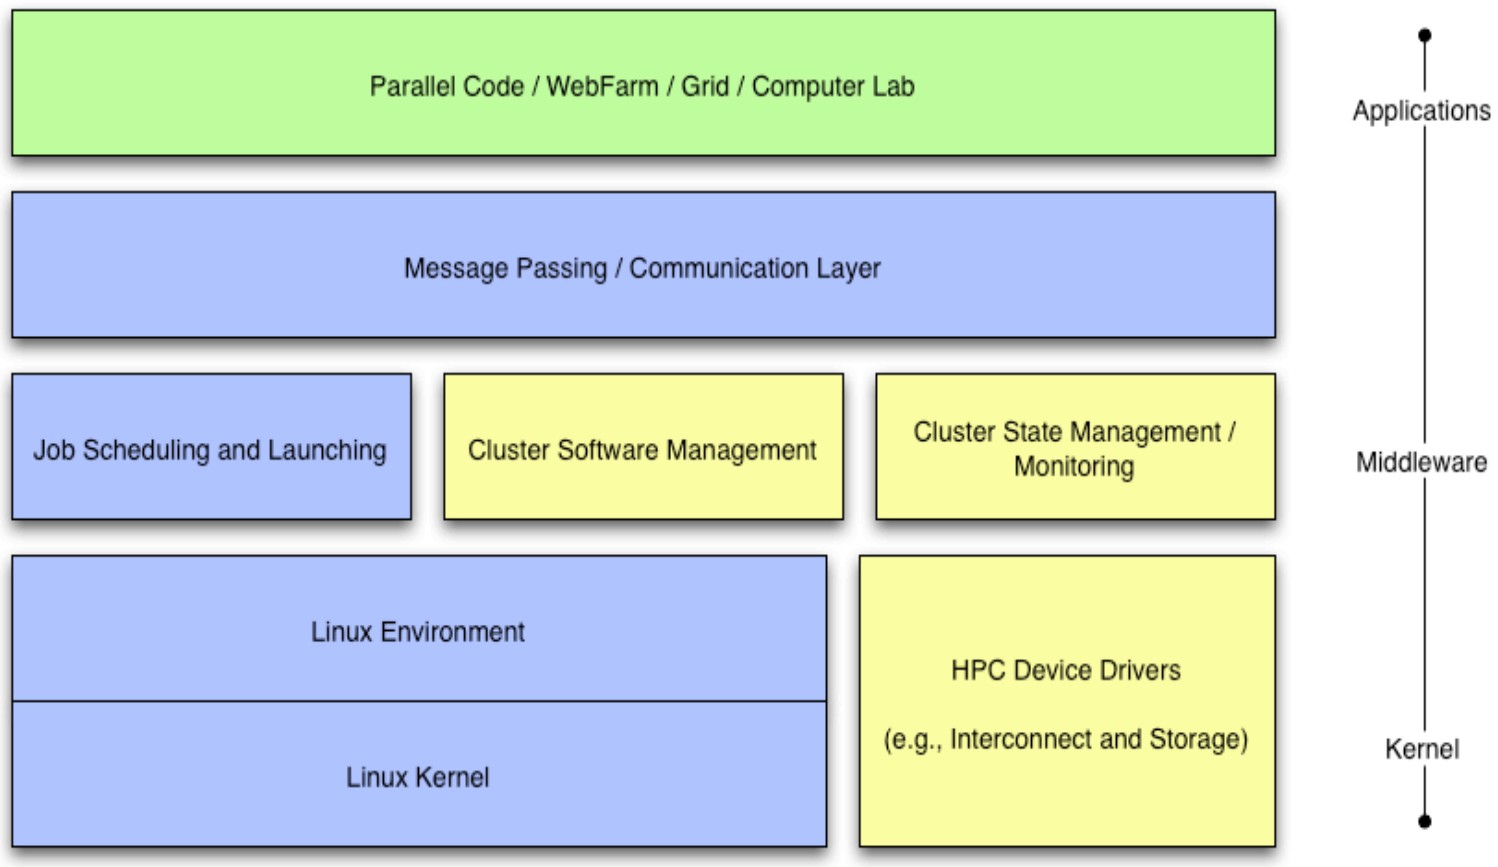 Parallel Code / WebFarm / Grid / Computer Lab
Applications
Message Passing / Communication Layer
Job Scheduling and Launching
Cluster Software Management
Cluster State Management /
Monitoring
Middleware
Linux Environment
HPC Device Drivers
(e.g., Interconnect and Storage)
Kernel
Linux Kernel